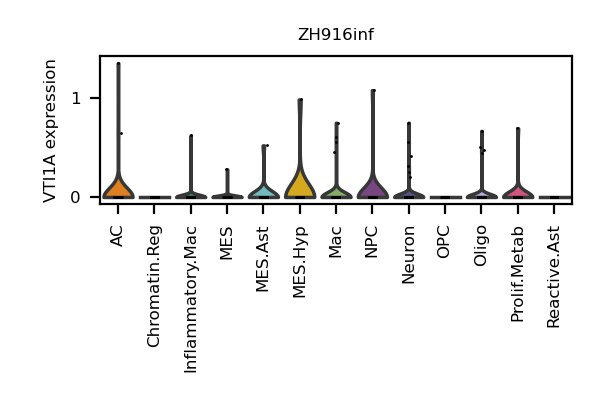 ZH916inf
VTI1A expression
1
0
AC
Chromatin.Reg
Inflammatory.Mac
MES
MES.Ast
MES.Hyp
Mac
NPC
Neuron
OPC
Oligo
Prolif.Metab
Reactive.Ast